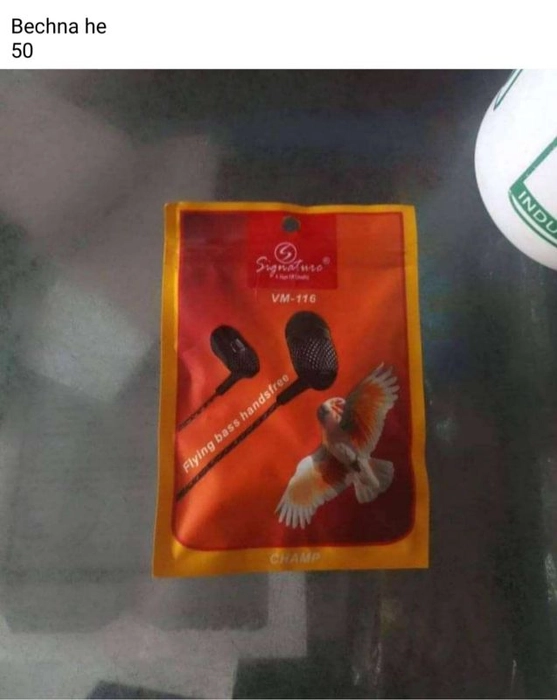 Bechna he
50
Signature®
VM-116
Flying bass handsfree
CHAMP
INDU